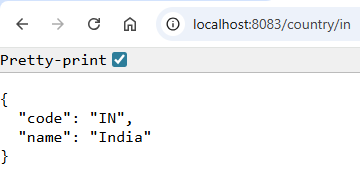 localhost:8083/country/in
Pretty-print
{
  "code": "IN",
  "name": "India"
}